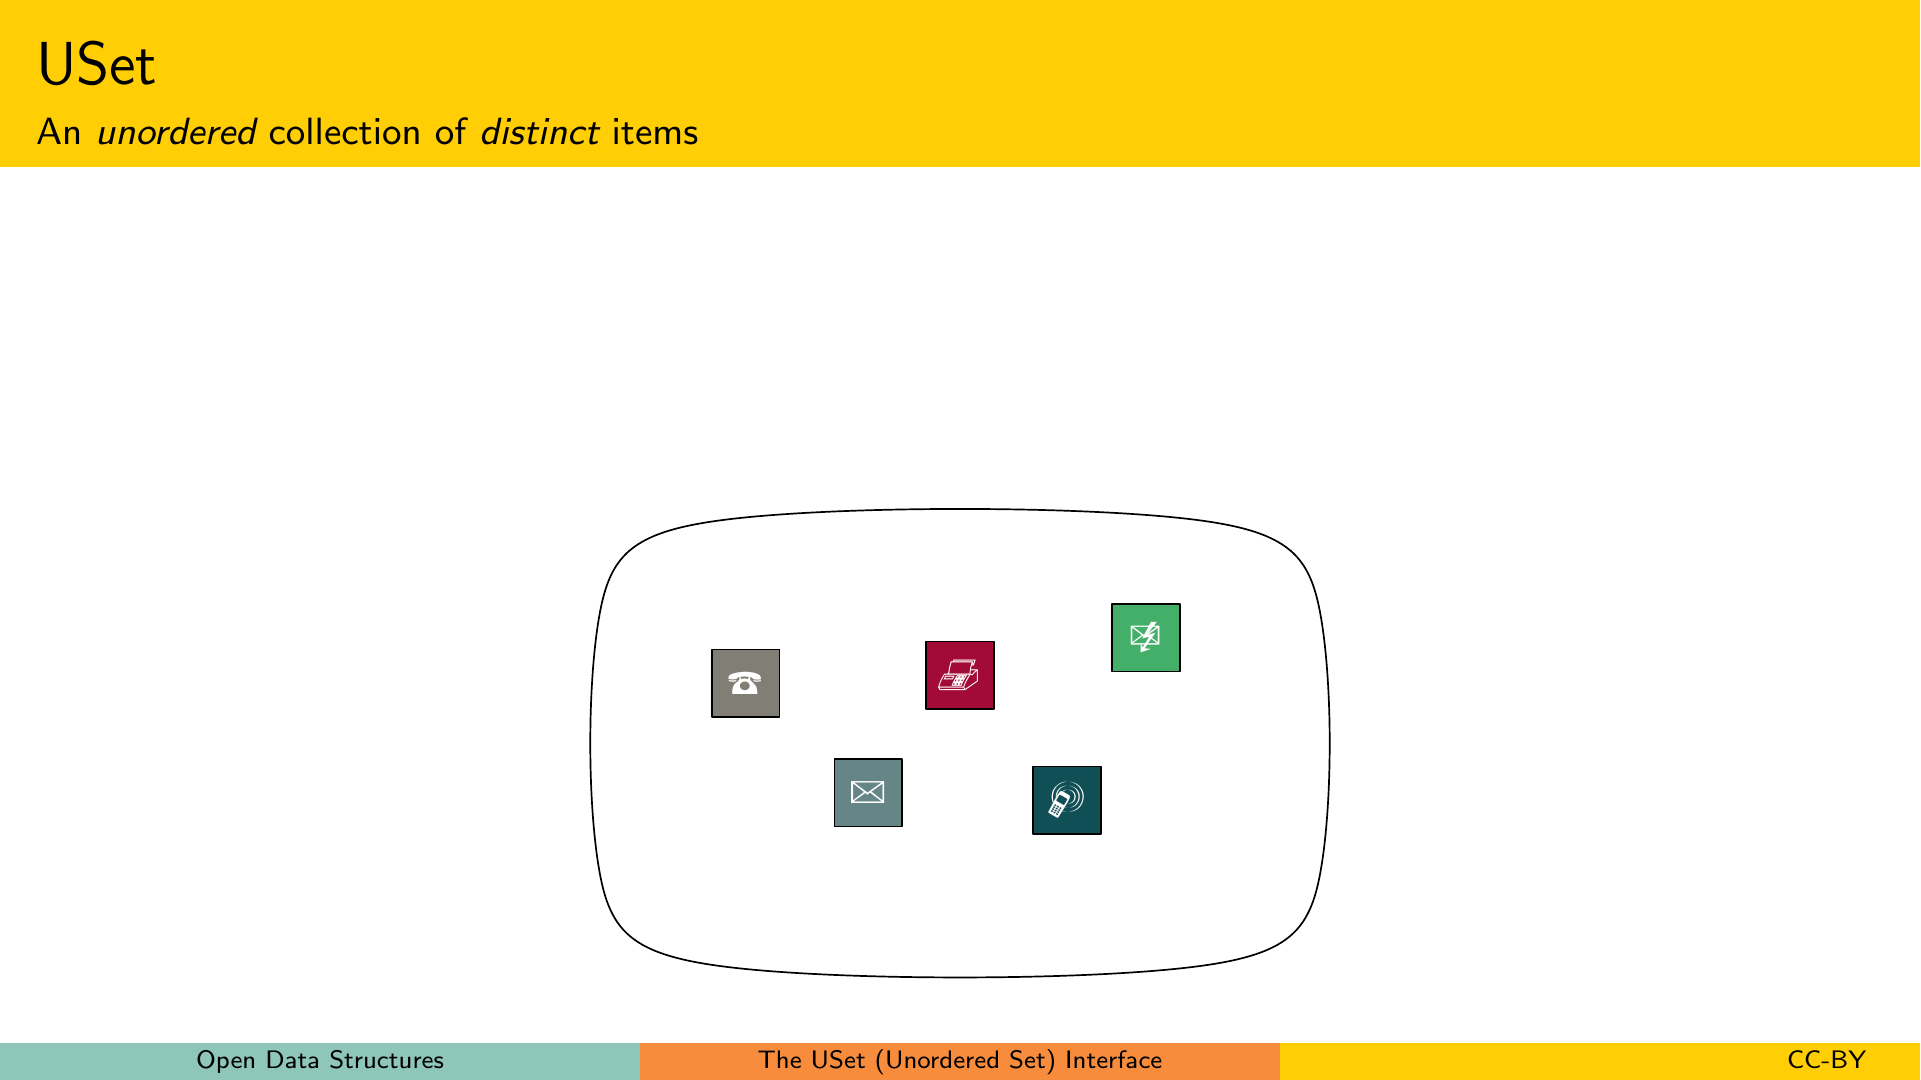 USet
An unordered collection of distinct items
Open Data Structures
The USet (Unordered Set) Interface
CC-BY